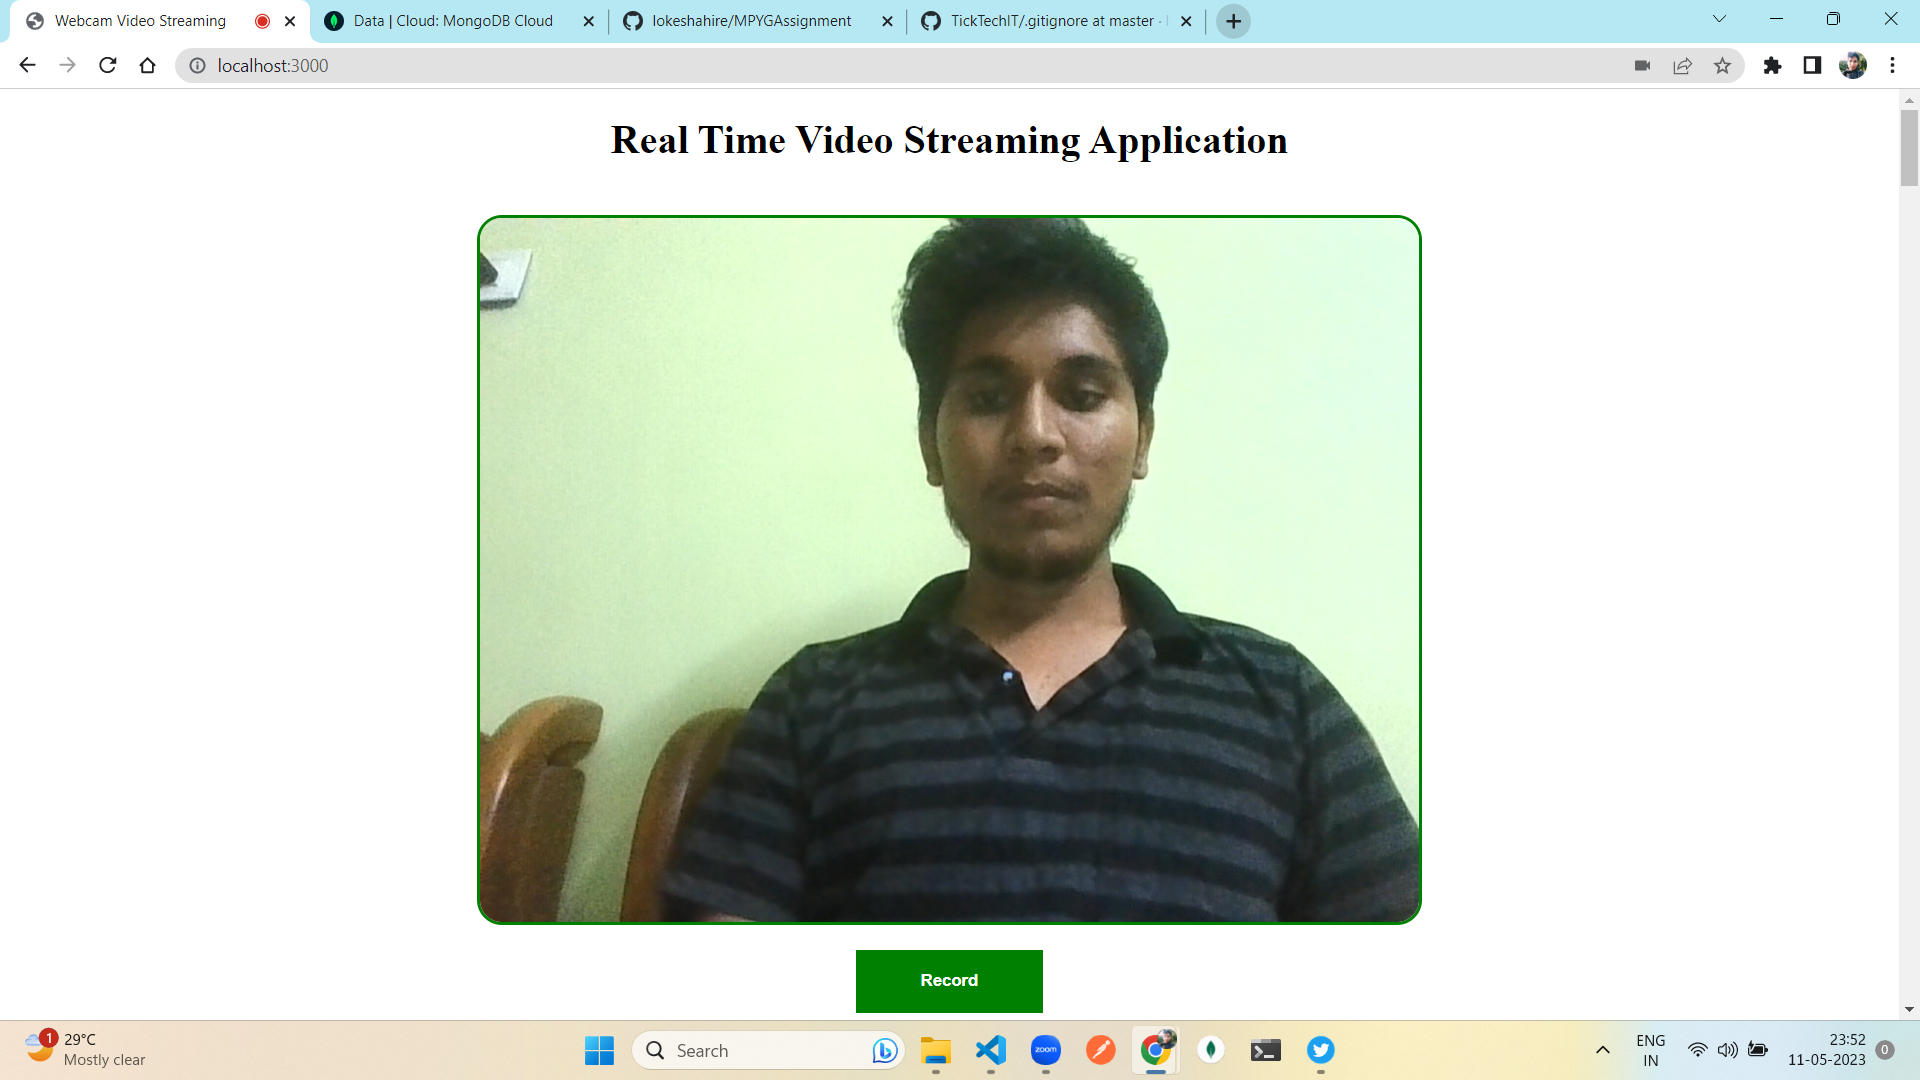 Webcam Video Streaming
Data | Cloud: MongoDB Cloud
lokeshahire/MPYGAssignment
TickTechIT/.gitignore at master ·
localhost:3000
Real Time Video Streaming Application
Record
1
29°C
Mostly clear
Search
zoom
ENG
IN
23:52
11-05-2023
0